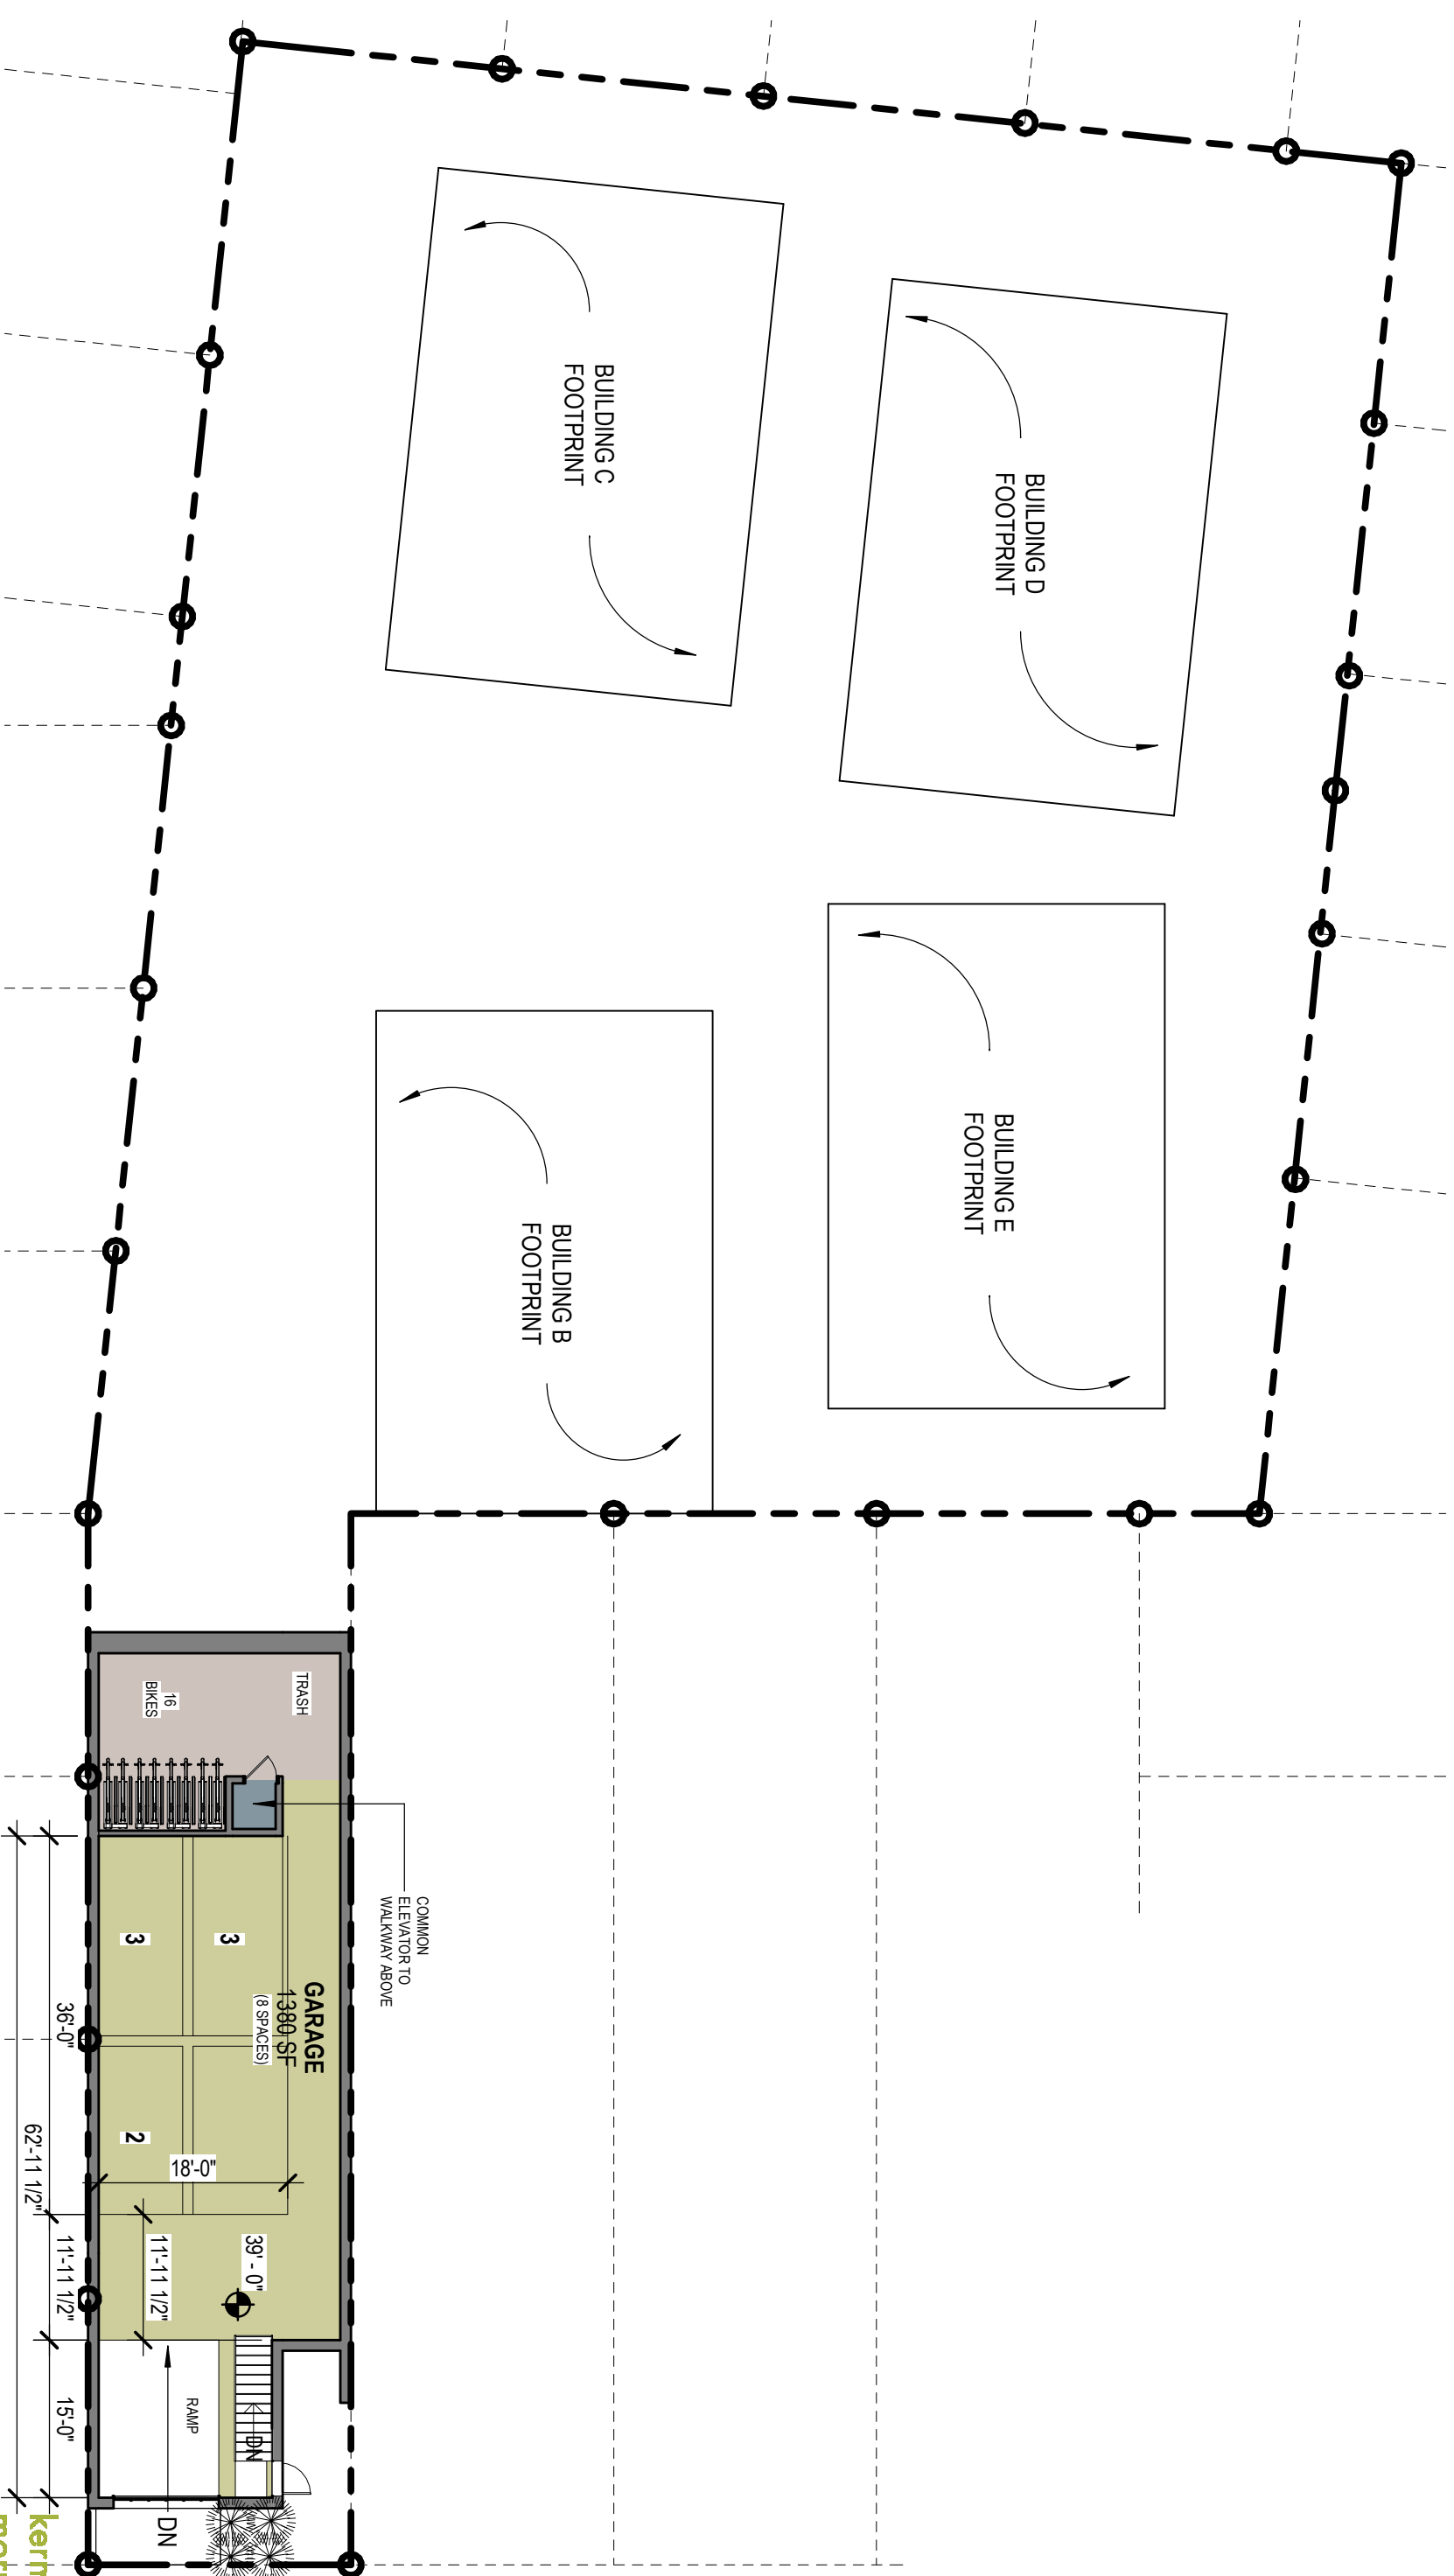 BUILDING C
FOOTPRINT
BUILDING D
FOOTPRINT
BUILDING E
FOOTPRINT
BUILDING B
FOOTPRINT
TRASH
16
BIKES
COMMON
ELEVATOR TO
WALKWAY ABOVE
3
3
GARAGE
1380 SF
(8 SPACES)
2
18'-0"
36'-0"
62'-11 1/2"
11'-11 1/2"
11'-11 1/2"
39' - 0"
15'-0"
RAMP
DN
DN